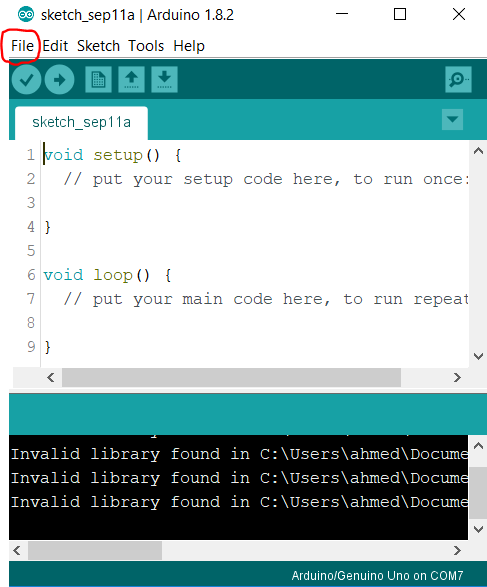 sketch_sep11a | Arduino 1.8.2
File Edit Sketch Tools Help
sketch_sep11a
1 void setup() {
2 // put your setup code here, to run once:
3
4 }
5
6 void loop() {
7 // put your main code here, to run repeat
8
9 }
Invalid library found in C:\Users\ahmed\Docume
Invalid library found in C:\Users\ahmed\Docume
Invalid library found in C:\Users\ahmed\Docume
Arduino/Genuino Uno on COM7